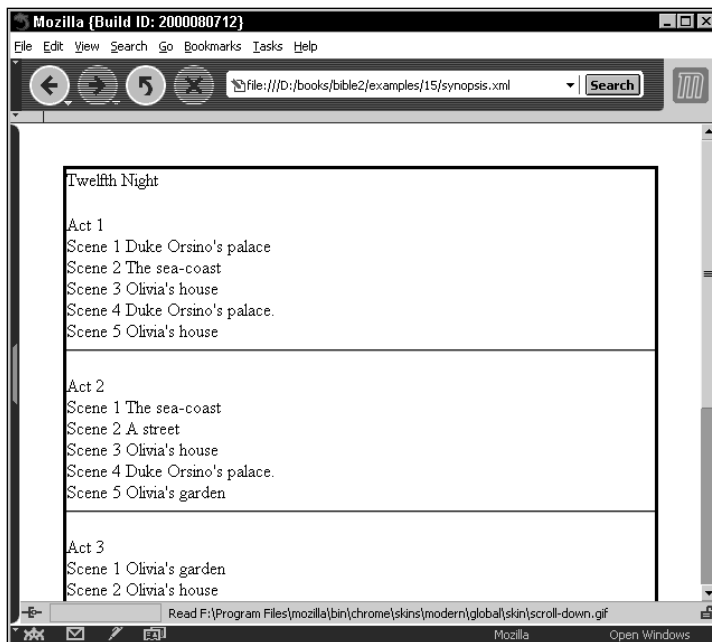 Mozilla {Build ID: 2000080712}
File Edit View Search Go Bookmarks Tasks Help
file:///D:/books/bible2/examples/15/synopsis.xml Search
Twelfth Night
Act 1
Scene 1 Duke Orsino's palace
Scene 2 The sea-coast
Scene 3 Olivia's house
Scene 4 Duke Orsino's palace.
Scene 5 Olivia's house
Act 2
Scene 1 The sea-coast
Scene 2 A street
Scene 3 Olivia's house
Scene 4 Duke Orsino's palace.
Scene 5 Olivia's garden
Act 3
Scene 1 Olivia's garden
Scene 2 Olivia's house
Read F:\Program Files\mozilla\bin\chrome\skins\modern\global\skin\scroll-down.gif
Mozilla Open Windows